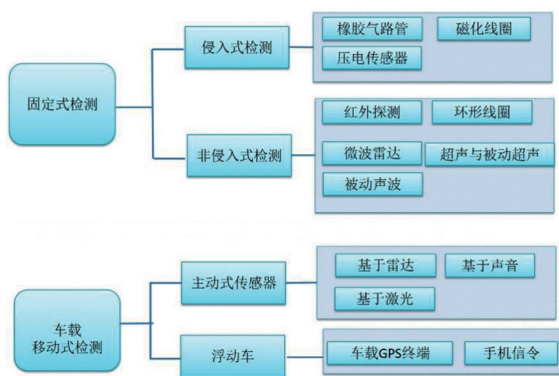 固定式检测
侵入式检测
橡胶气路管
磁化线圈
压电传感器
非侵入式检测
红外探测
环形线圈
微波雷达
超声与被动超声
被动声波
车载
移动式检测
主动式传感器
基于雷达
基于声音
基于激光
浮动车
车载GPS终端
手机信令